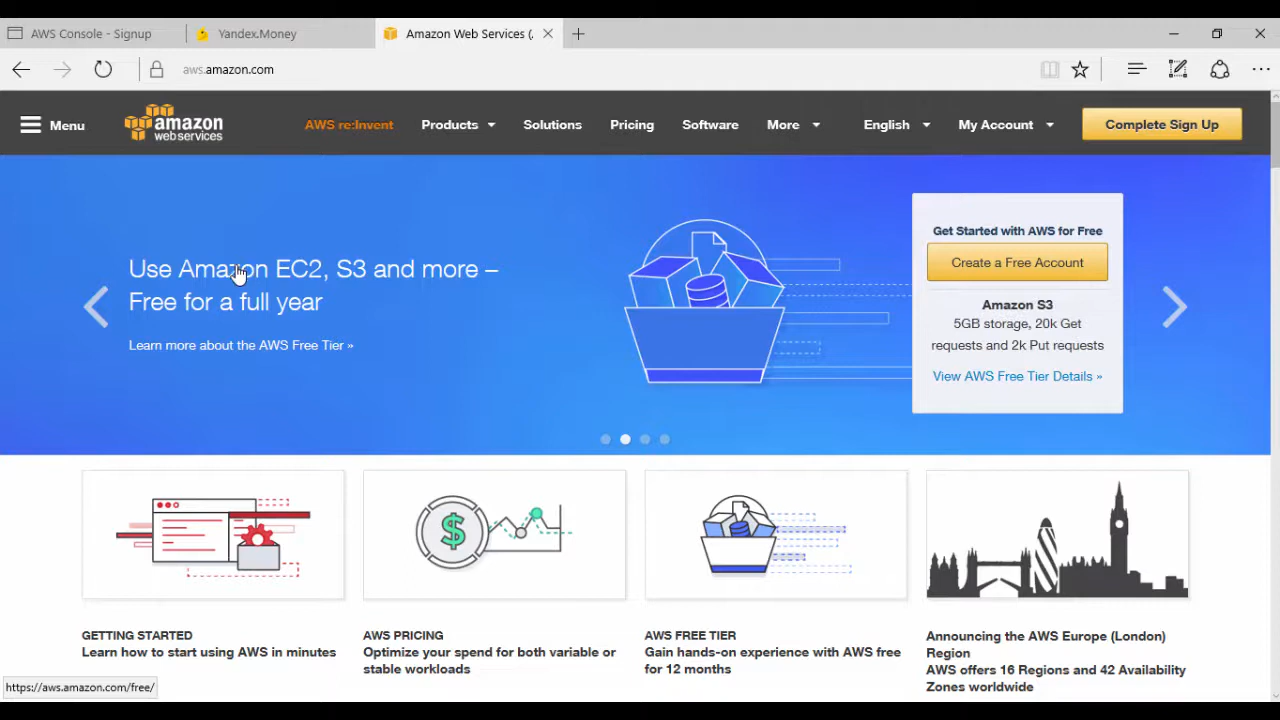 AWS Console - Signup
Yandex.Money
Amazon Web Services (.
aws.amazon.com
Menu
amazon
web services
AWS re:Invent
Products
Solutions
Pricing
Software
More
English
My Account
Complete Sign Up
Use Amazon EC2, S3 and more –
Free for a full year
Learn more about the AWS Free Tier »
Get Started with AWS for Free
Create a Free Account
Amazon S3
5GB storage, 20k Get
requests and 2k Put requests
View AWS Free Tier Details »
GETTING STARTED
Learn how to start using AWS in minutes
AWS PRICING
Optimize your spend for both variable or
stable workloads
AWS FREE TIER
Gain hands-on experience with AWS free
for 12 months
Announcing the AWS Europe (London)
Region
AWS offers 16 Regions and 42 Availability
Zones worldwide
https://aws.amazon.com/free/